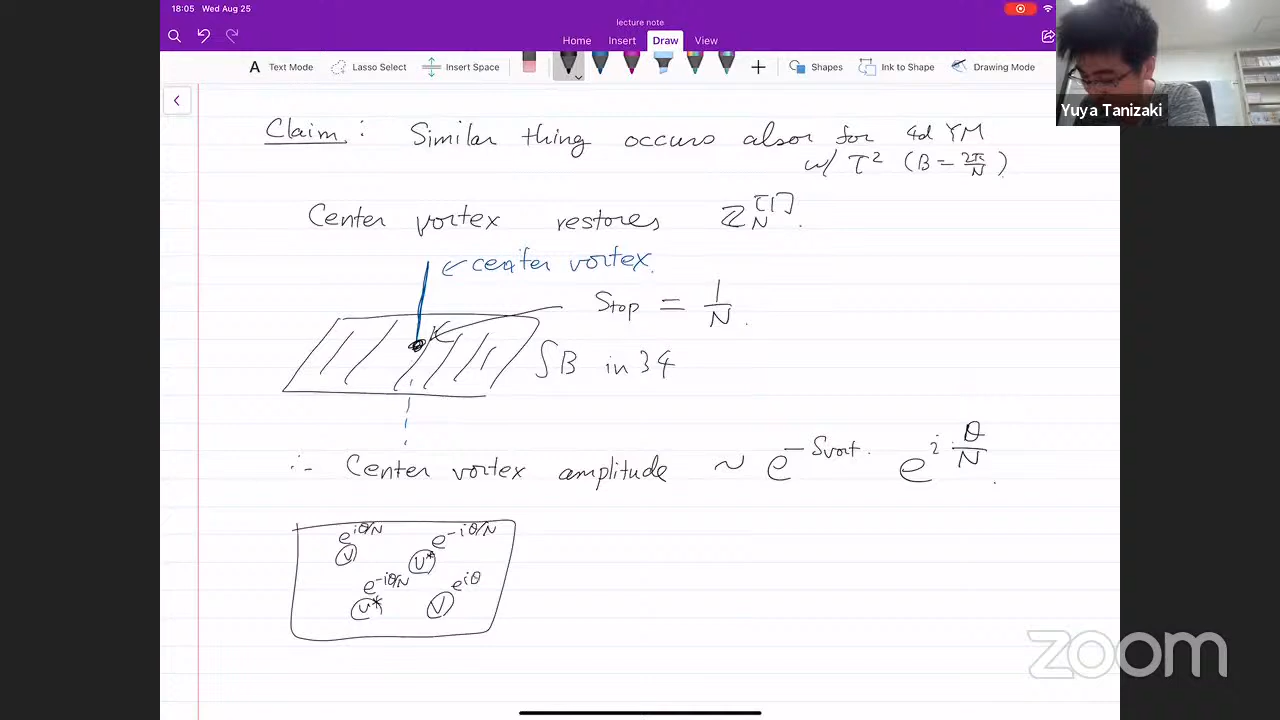 18:05 Wed Aug 25
lecture note
Home Insert Draw View
Text Mode Lasso Select Insert Space Shapes Ink to Shape Drawing Mode
Yuya Tanizaki
Claim : Similar thing occurs also for 4d YM
w/ T² (B = 2π/N)
Center vortex restores ℤ_N^[1].
← center vortex.
Stop = 1/N.
∫B in 34
∴ Center vortex amplitude ~ e^{-Svort.} e^{i θ/N}.
e^{iθ/N} e^{-iθ/N}
V V*
e^{-iθ/N} e^{iθ}
V* V
zoom